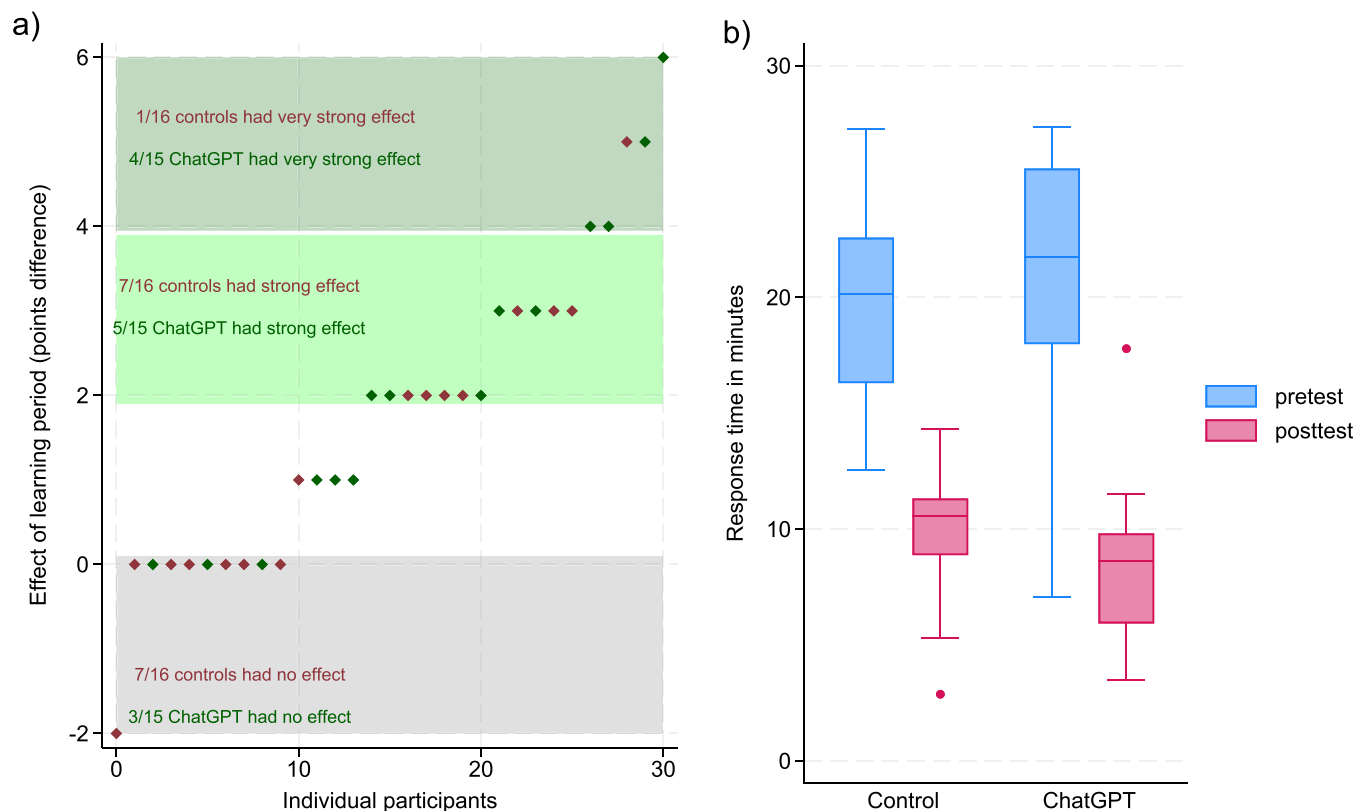 a)
Effect of learning period (points difference)
6
4
2
0
-2
1/16 controls had very strong effect
4/15 ChatGPT had very strong effect
7/16 controls had strong effect
5/15 ChatGPT had strong effect
7/16 controls had no effect
3/15 ChatGPT had no effect
0 10 20 30
Individual participants
b)
Response time in minutes
30
20
10
0
Control ChatGPT
pretest
posttest